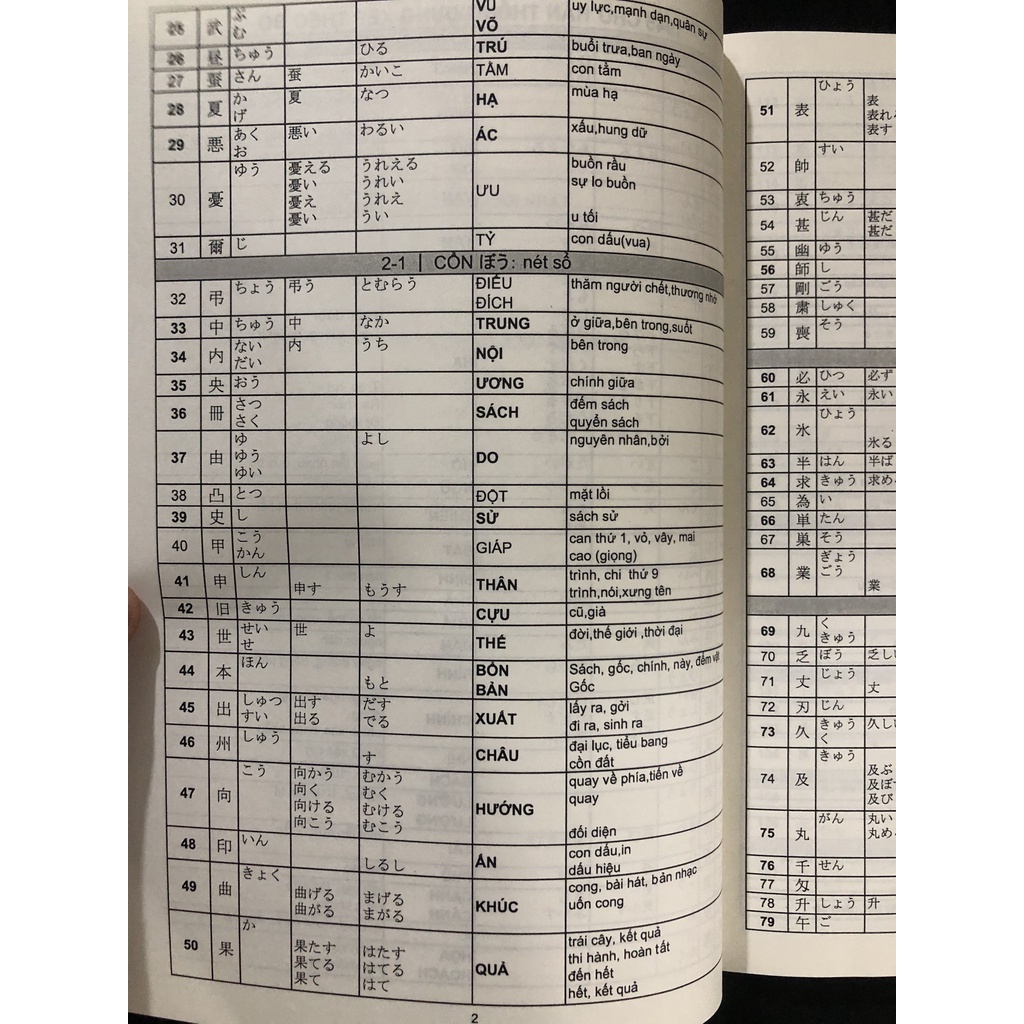 25 武 ぶ VŨ uy lực,mạnh dạn,quân sự
む VÕ
26 昼 ちゅう ひる TRÚ buổi trưa,ban ngày
27 蚕 さん 蚕 かいこ TẰM con tằm
28 夏 か 夏 なつ HẠ mùa hạ
げ
29 悪 あく 悪い わるい ÁC xấu,hung dữ
お
30 憂 ゆう 憂える うれえる ƯU buồn rầu
憂い うれい sự lo buồn
憂え うれえ
憂い うい u tối
31 爾 じ TỶ con dấu(vua)
2-1 | CỔN ぼう: nét sổ
32 弔 ちょう 弔う とむらう ĐIẾU thăm người chết,thương nhớ
ĐÍCH
33 中 ちゅう 中 なか TRUNG ở giữa,bên trong,suốt
34 内 ない 内 うち NỘI bên trong
だい
35 央 おう ƯƠNG chính giữa
36 冊 さつ SÁCH đếm sách
さく quyển sách
37 由 ゆ よし DO nguyên nhân,bởi
ゆう
ゆい
38 凸 とつ ĐỘT mặt lồi
39 史 し SỬ sách sử
40 甲 こう GIÁP can thứ 1, vỏ, vây, mai
かん cao (giọng)
41 申 しん THÂN trình, chi thứ 9
申す もうす trình,nói,xưng tên
42 旧 きゅう CỰU cũ,già
43 世 せい 世 よ THẾ đời,thế giới ,thời đại
せ
44 本 ほん BỔN Sách, gốc, chính, này, đếm vật
もと BẢN Gốc
45 出 しゅつ 出す だす XUẤT lấy ra, gởi
すい 出る でる đi ra, sinh ra
46 州 しゅう CHÂU đại lục, tiểu bang
す cồn đất
47 向 こう 向かう むかう HƯỚNG quay về phía,tiến về
向く むく quay
向ける むける
向こう むこう đối diện
48 印 いん ẤN con dấu,in
しるし dấu hiệu
49 曲 きょく KHÚC cong, bài hát, bản nhạc
曲げる まげる uốn cong
曲がる まがる
50 果 か QUẢ trái cây, kết quả
果たす はたす thi hành, hoàn tất
果てる はてる đến hết
果て はて hết, kết quả
2
51 表 ひょう
表
表れ
表す
52 帥 すい
53 衷 ちゅう
54 甚 じん 甚だ
甚だ
55 幽 ゆう
56 師 し
57 剛 ごう
58 粛 しゅく
59 喪 そう
60 必 ひつ 必ず
61 永 えい 永い
62 氷 ひょう
氷る
63 半 はん 半ば
64 求 きゅう 求め
65 為 い
66 単 たん
67 巣 そう
68 業 ぎょう
ごう
業
69 九 く
きゅう
70 乏 ぼう 乏し
71 丈 じょう
丈
72 刃 じん
73 久 きゅう 久し
く
74 及 きゅう
及ぶ
及ぼ
及び
75 丸 がん 丸い
丸め
76 千 せん
77 匁
78 升 しょう 升
79 午 ご